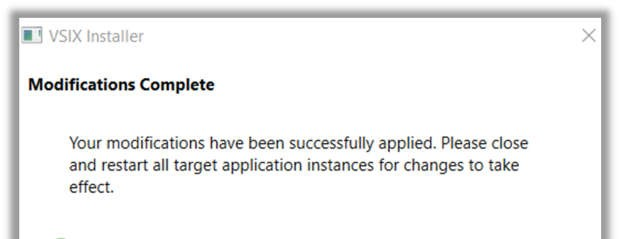 VSIX Installer
Modifications Complete
Your modifications have been successfully applied. Please close
and restart all target application instances for changes to take
effect.